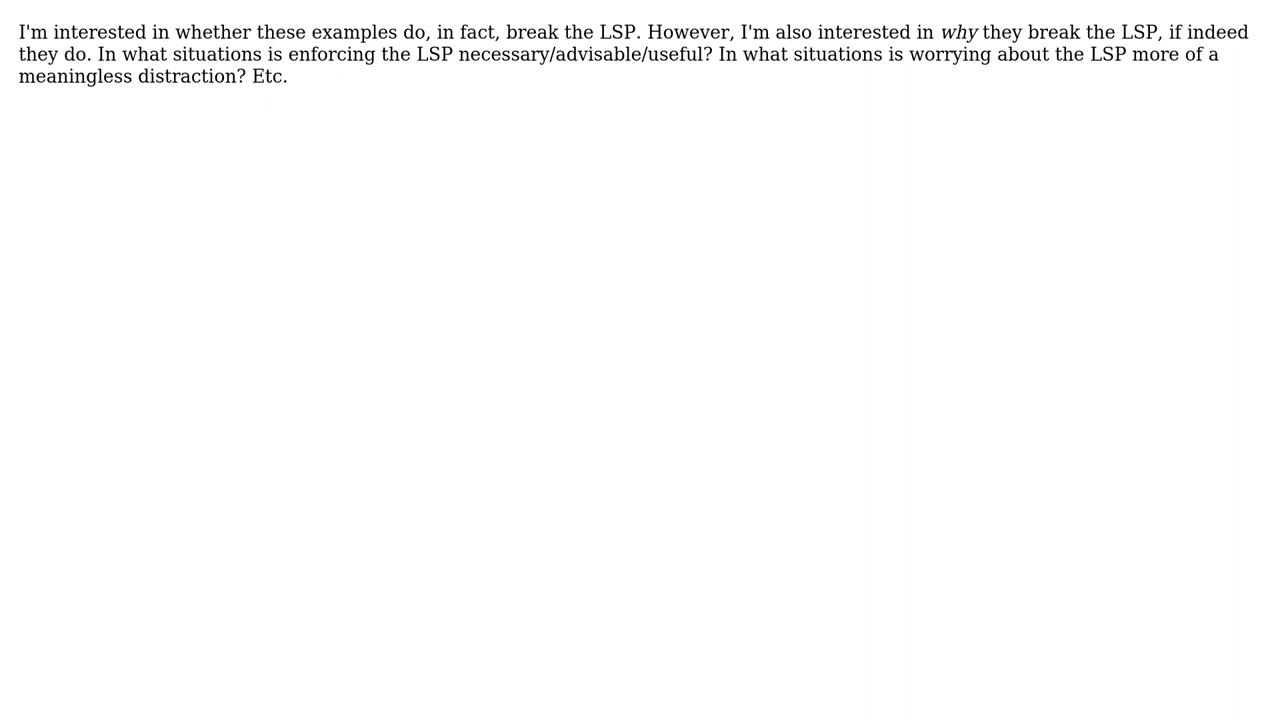 I'm interested in whether these examples do, in fact, break the LSP. However, I'm also interested in why they break the LSP, if indeed
they do. In what situations is enforcing the LSP necessary/advisable/useful? In what situations is worrying about the LSP more of a
meaningless distraction? Etc.